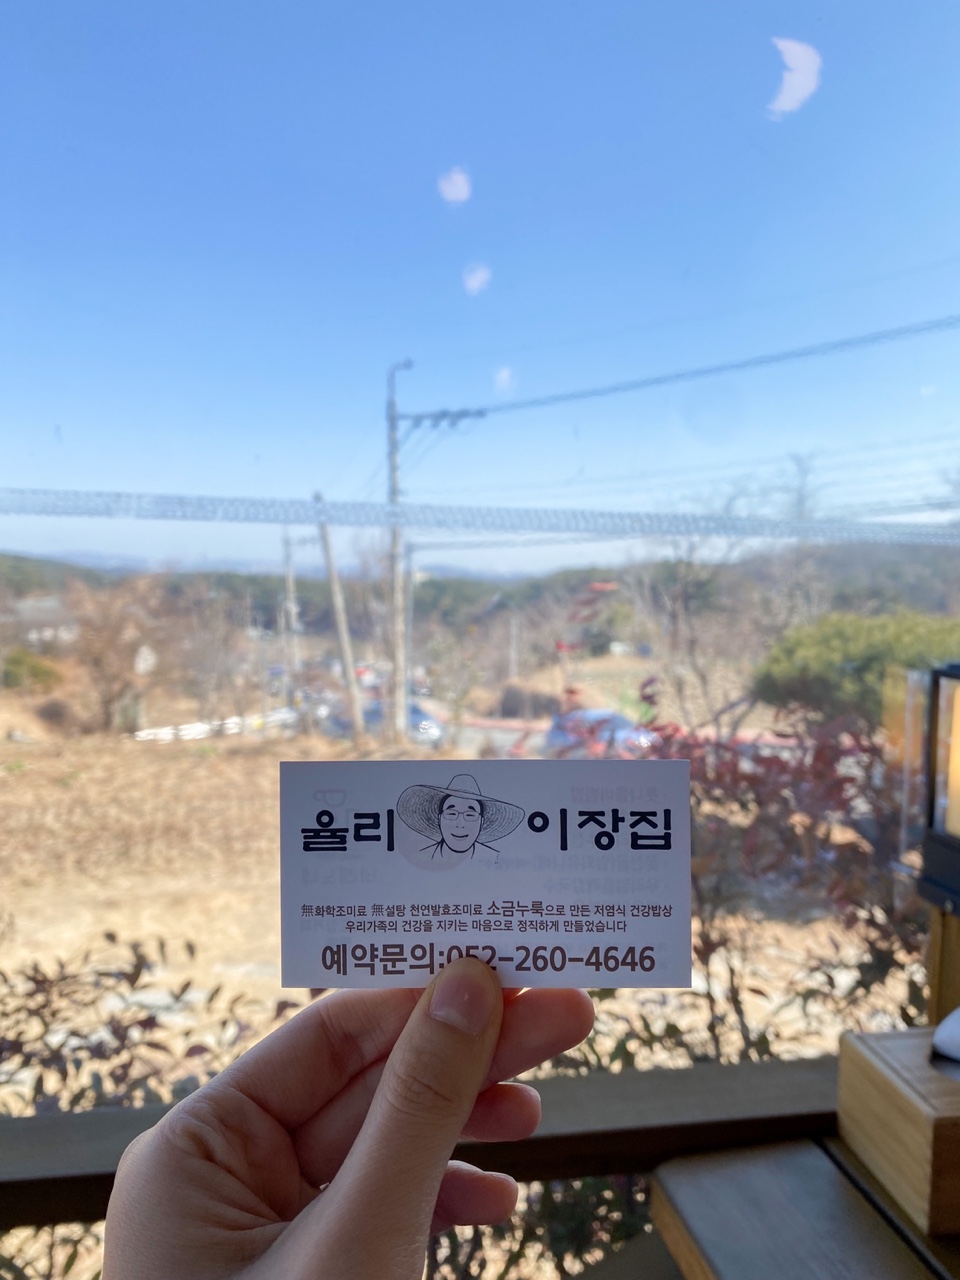 율리 이장집
無화학조미료 無설탕 천연발효조미료 소금누룩으로 만든 저염식 건강밥상
우리가족의 건강을 지키는 마음으로 정직하게 만들었습니다
예약문의:052-260-4646